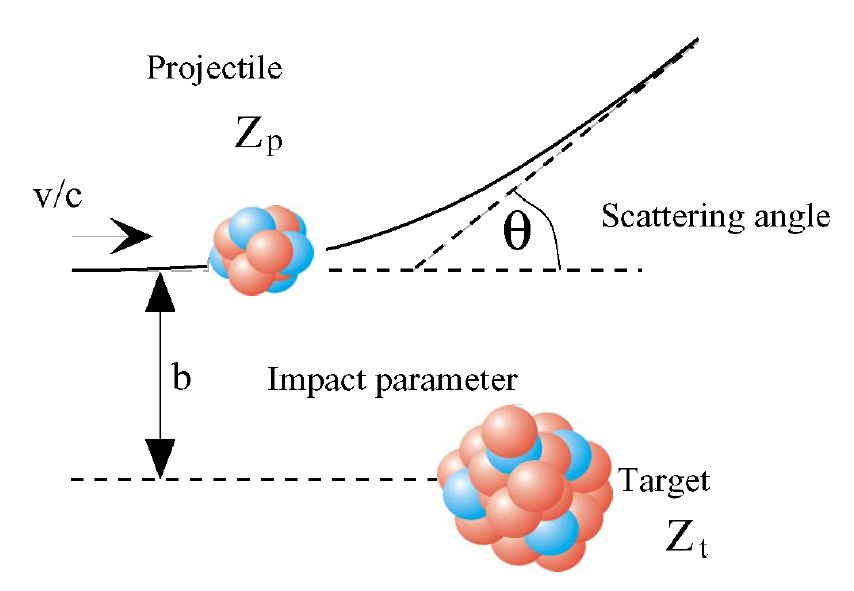 Projectile
Zp
v/c
Scattering angle
θ
b
Impact parameter
Target
Zt